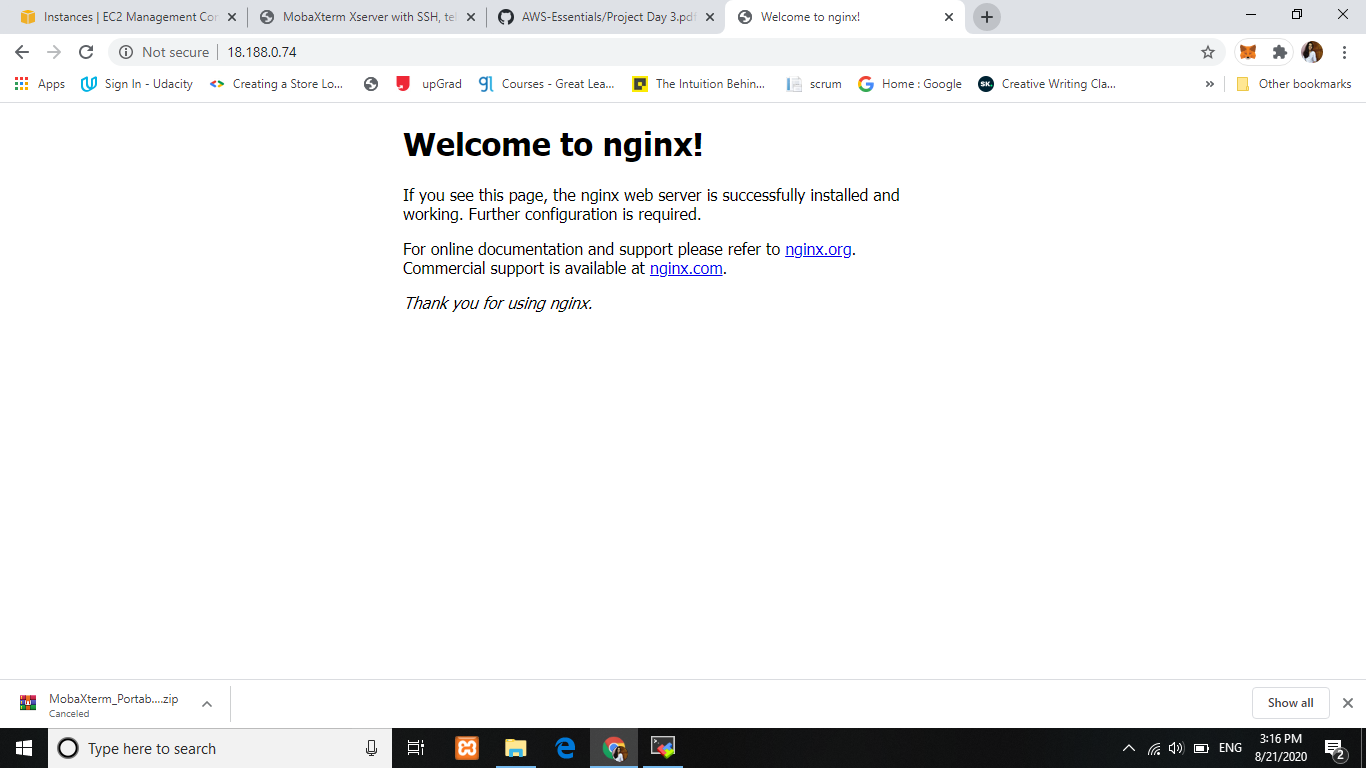 Instances | EC2 Management Con
MobaXterm Xserver with SSH, tel
AWS-Essentials/Project Day 3.pdf
Welcome to nginx!
Not secure
18.188.0.74
Apps
Sign In - Udacity
Creating a Store Lo...
upGrad
gl
Courses - Great Lea...
The Intuition Behin...
scrum
Home : Google
SK.
Creative Writing Cla...
»
Other bookmarks
Welcome to nginx!
If you see this page, the nginx web server is successfully installed and
working. Further configuration is required.
For online documentation and support please refer to nginx.org.
Commercial support is available at nginx.com.
Thank you for using nginx.
MobaXterm_Portab....zip
Canceled
Show all
Type here to search
ENG
3:16 PM
8/21/2020
2